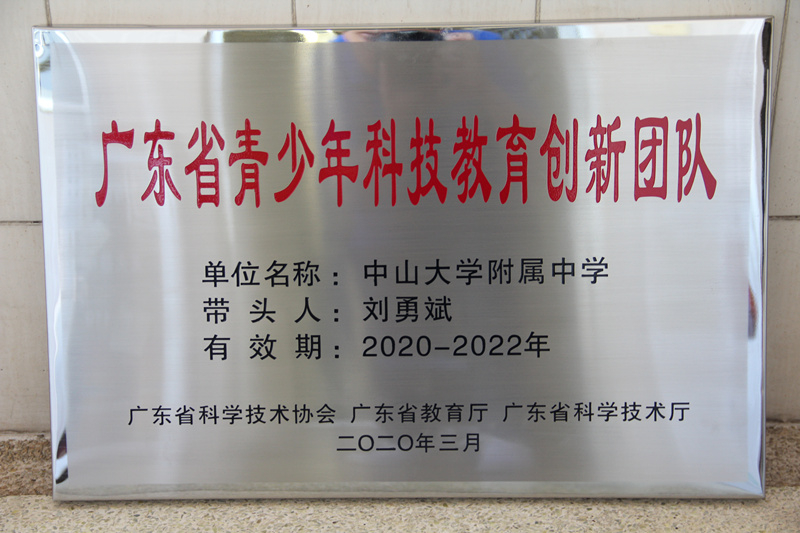 广东省青少年科技教育创新团队
单位名称：中山大学附属中学
带头人：刘勇斌
有效期：2020-2022年
广东省科学技术协会 广东省教育厅 广东省科学技术厅
二〇二〇年三月